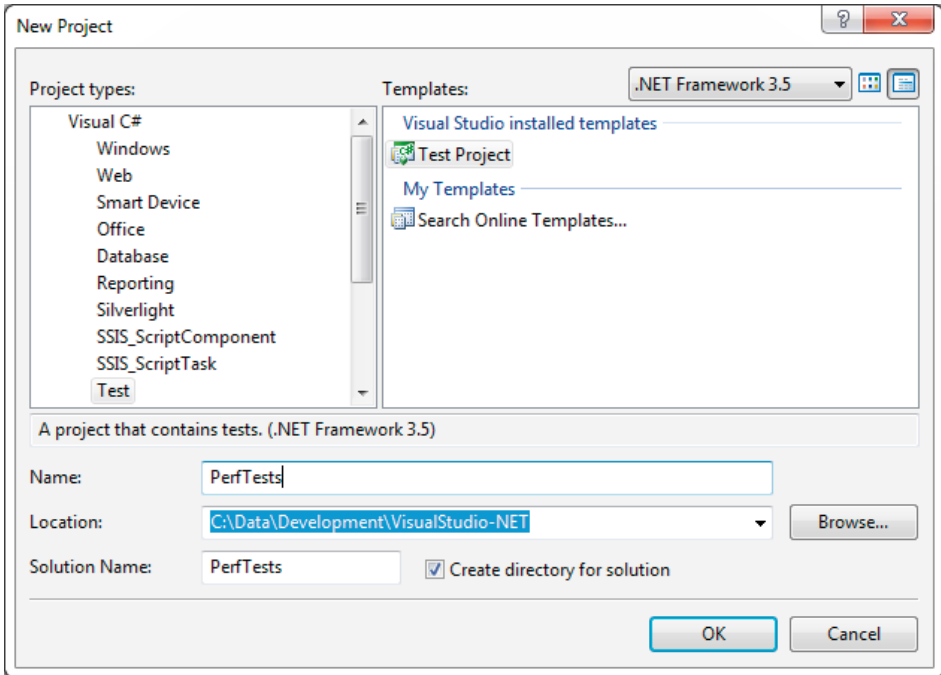 New Project
Project types:
Templates:
.NET Framework 3.5
Visual C#
Windows
Web
Smart Device
Office
Database
Reporting
Silverlight
SSIS_ScriptComponent
SSIS_ScriptTask
Test
Visual Studio installed templates
Test Project
My Templates
Search Online Templates...
A project that contains tests. (.NET Framework 3.5)
Name:
PerfTests
Location:
C:\Data\Development\VisualStudio-NET
Browse...
Solution Name:
PerfTests
Create directory for solution
OK
Cancel